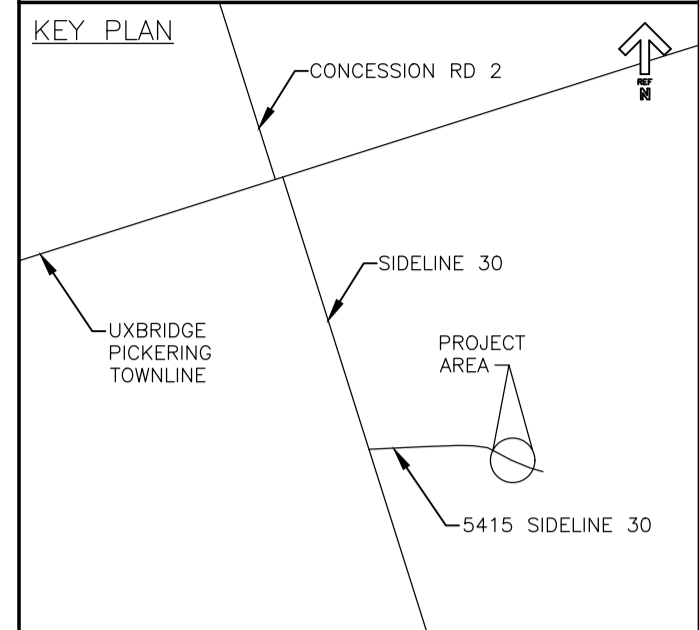 KEY PLAN
CONCESSION RD 2
REF
N
SIDELINE 30
UXBRIDGE
PICKERING
TOWNLINE
PROJECT
AREA
5415 SIDELINE 30